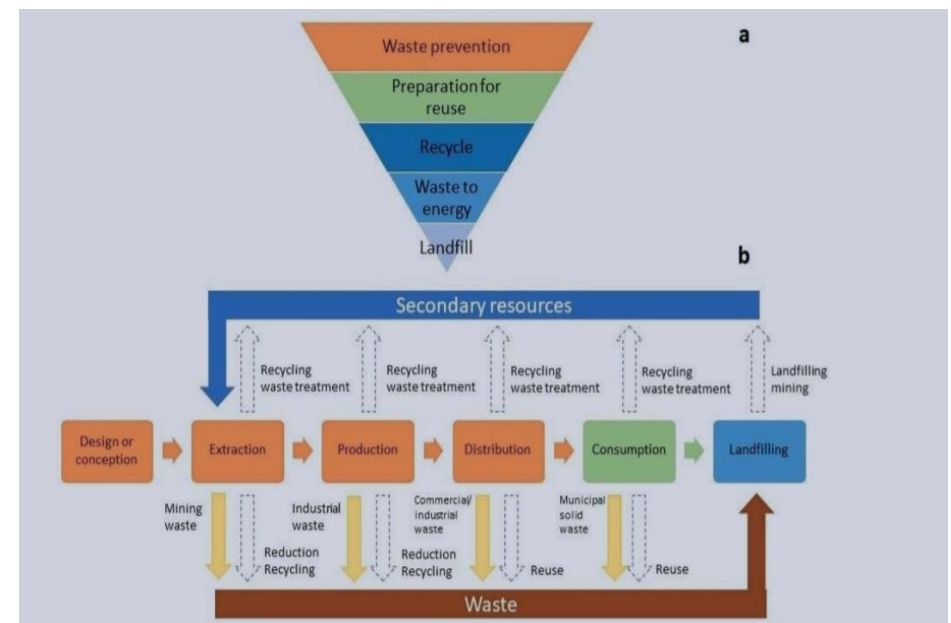 a
Waste prevention
Preparation for
reuse
Recycle
Waste to
energy
Landfill
b
Secondary resources
Recycling
waste treatment
Recycling
waste treatment
Recycling
waste treatment
Recycling
waste treatment
Landfilling
mining
Design or
conception
Extraction
Production
Distribution
Consumption
Landfilling
Mining
waste
Reduction
Recycling
Industrial
waste
Reduction
Recycling
Commercial/
industrial
waste
Reuse
Municipal
solid
waste
Reuse
Waste